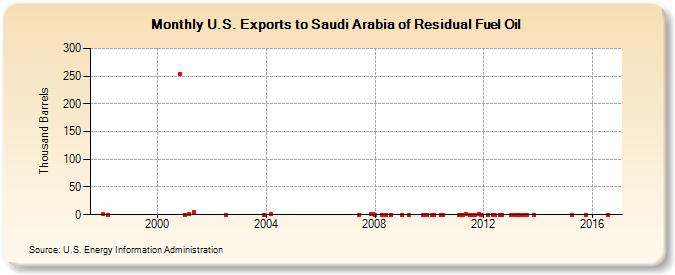 Monthly U.S. Exports to Saudi Arabia of Residual Fuel Oil
Thousand Barrels
300
250
200
150
100
50
0
2000 2004 2008 2012 2016
Source: U.S. Energy Information Administration